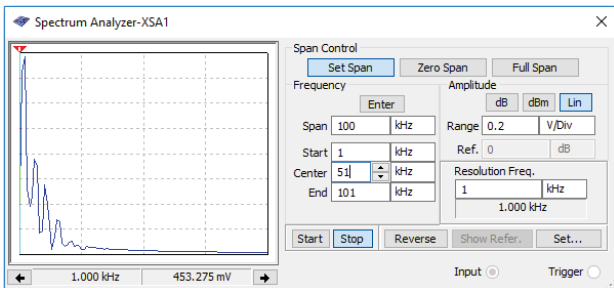 Spectrum Analyzer-XSA1
Span Control
Set Span Zero Span Full Span
Frequency
Enter
Span 100 kHz
Start 1 kHz
Center 51 kHz
End 101 kHz
Amplitude
dB dBm Lin
Range 0.2 V/Div
Ref. 0 dB
Resolution Freq.
1 kHz
1.000 kHz
Start Stop Reverse Show Refer. Set...
1.000 kHz 453.275 mV
Input Trigger